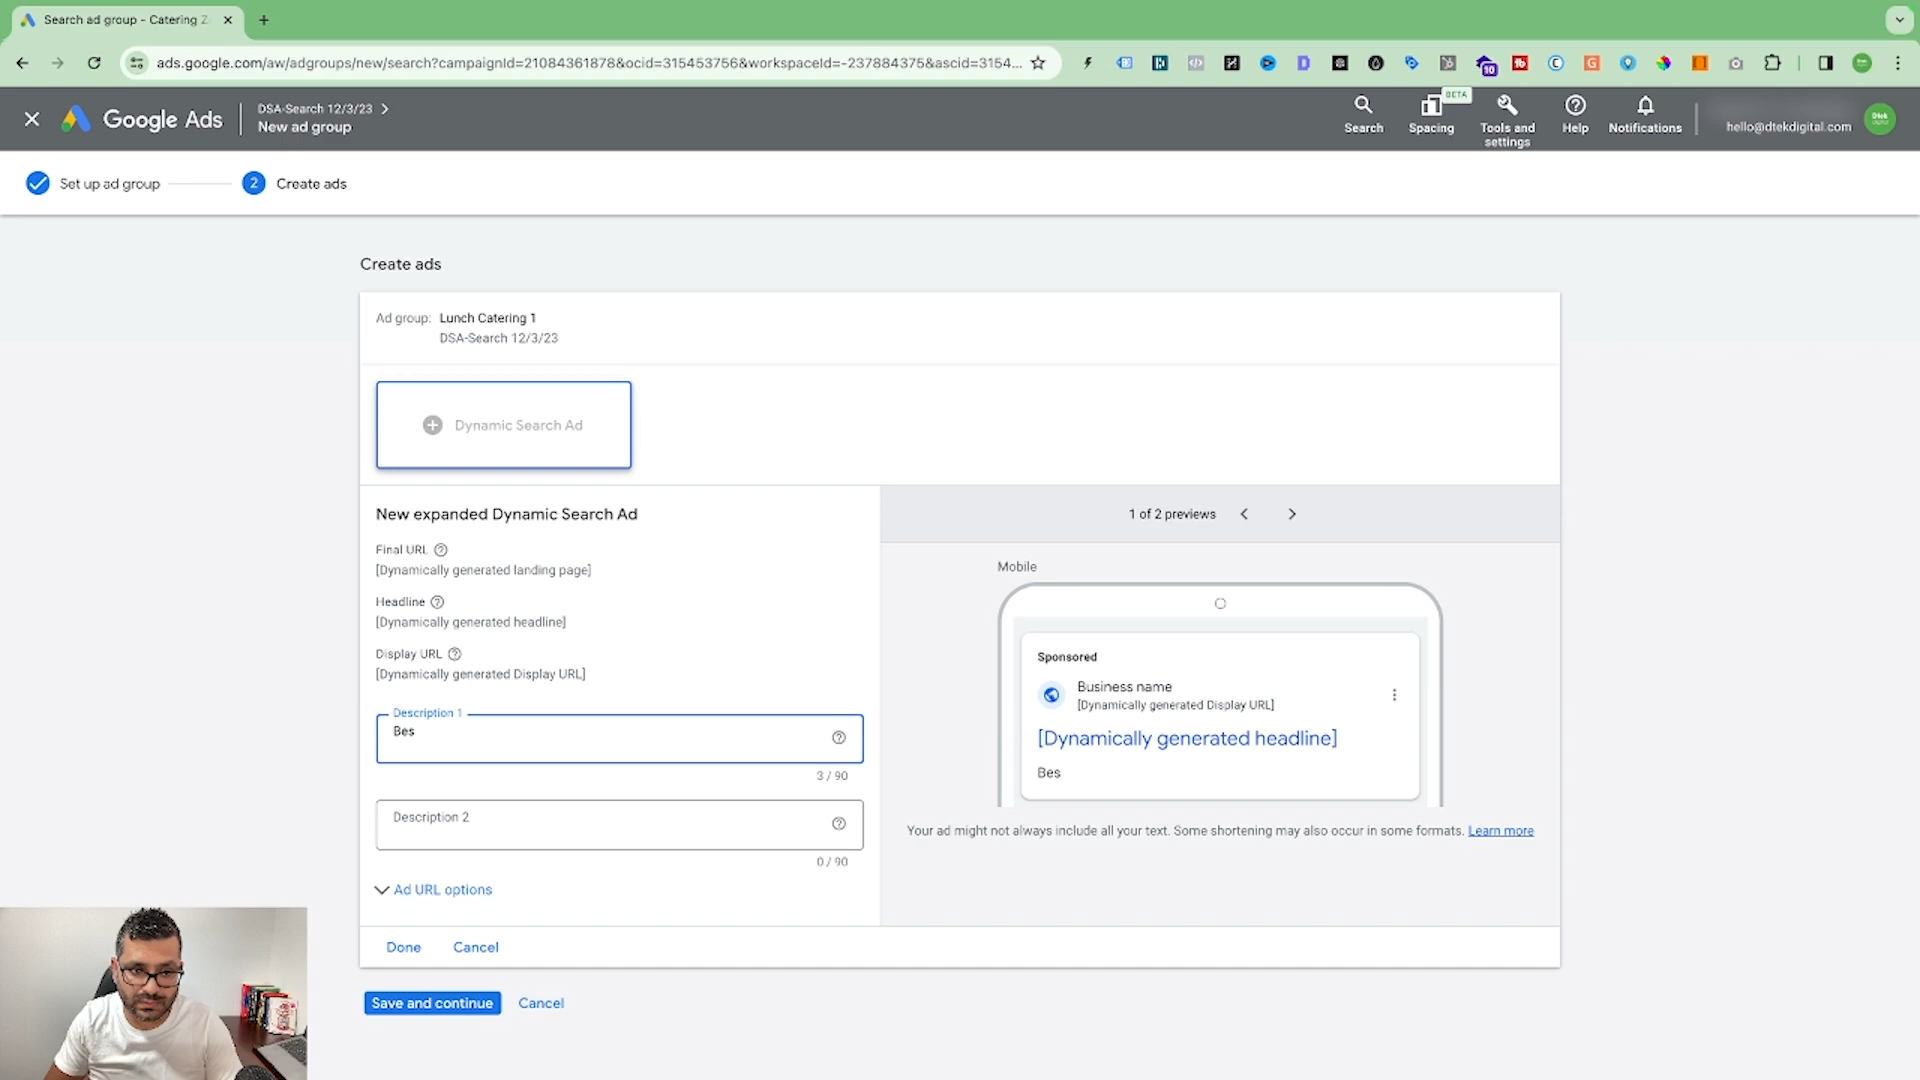 Search ad group - Catering Z
ads.google.com/aw/adgroups/new/search?campaignId=21084361878&ocid=315453756&workspaceId=-237884375&ascid=3154...
10
Google Ads
DSA-Search 12/3/23
New ad group
Search
BETA
Spacing
Tools and settings
Help
Notifications
hello@dtekdigital.com
Dtek
Set up ad group
2
Create ads
Create ads
Ad group: Lunch Catering 1
DSA-Search 12/3/23
Dynamic Search Ad
New expanded Dynamic Search Ad
Final URL
[Dynamically generated landing page]
Headline
[Dynamically generated headline]
Display URL
[Dynamically generated Display URL]
Description 1
Bes
3 / 90
Description 2
0 / 90
Ad URL options
Done
Cancel
1 of 2 previews
Mobile
Sponsored
Business name
[Dynamically generated Display URL]
[Dynamically generated headline]
Bes
Your ad might not always include all your text. Some shortening may also occur in some formats. Learn more
Save and continue
Cancel